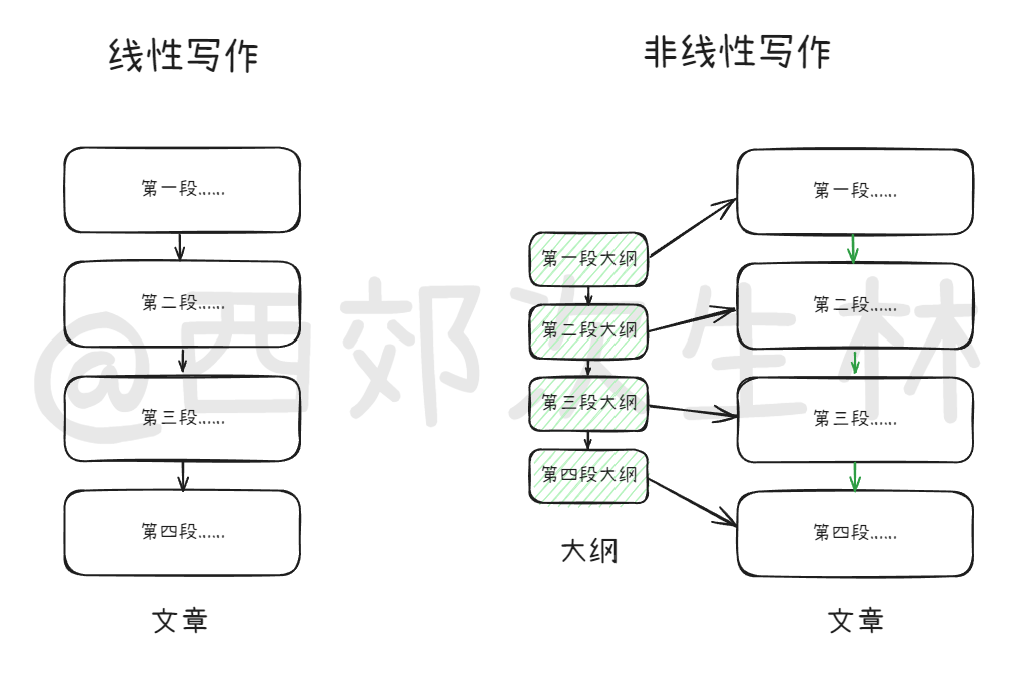 线性写作
非线性写作
第一段......
第二段......
第三段......
第四段......
文章
第一段大纲
第二段大纲
第三段大纲
第四段大纲
大纲
第一段......
第二段......
第三段......
第四段......
文章
@西郊次生林